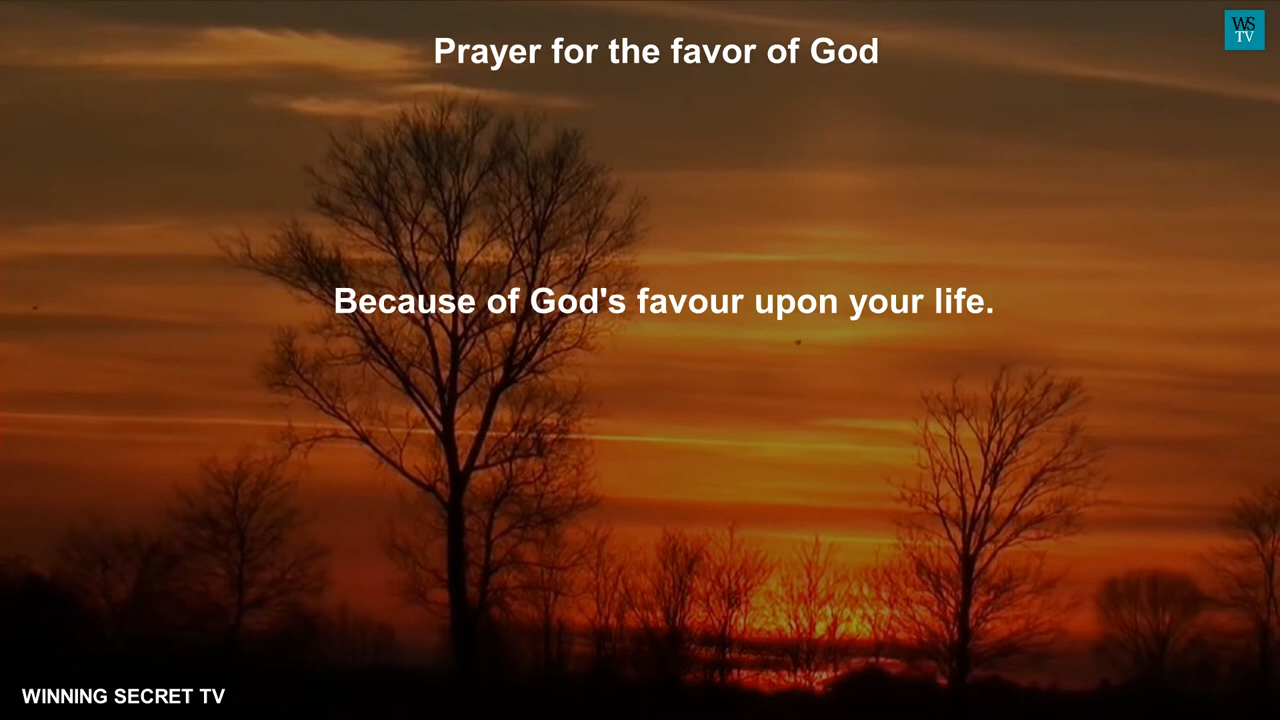 Prayer for the favor of God
WS
TV
Because of God's favour upon your life.
WINNING SECRET TV